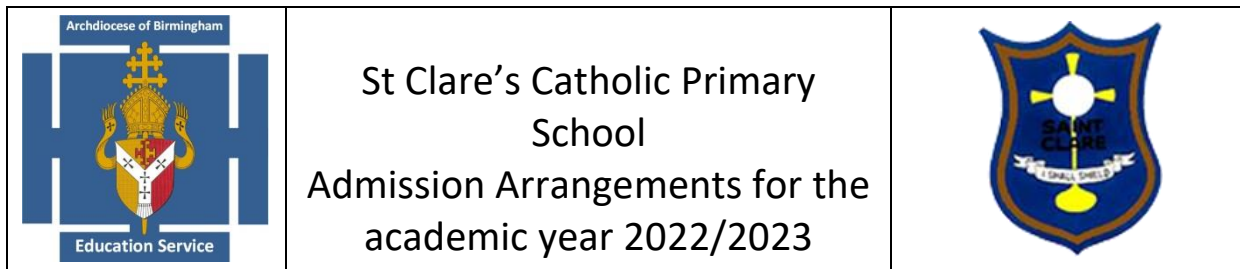 Archdiocese of Birmingham
Education Service
St Clare’s Catholic Primary
School
Admission Arrangements for the
academic year 2022/2023
SAINT
CLARE
I SHALL SHIELD